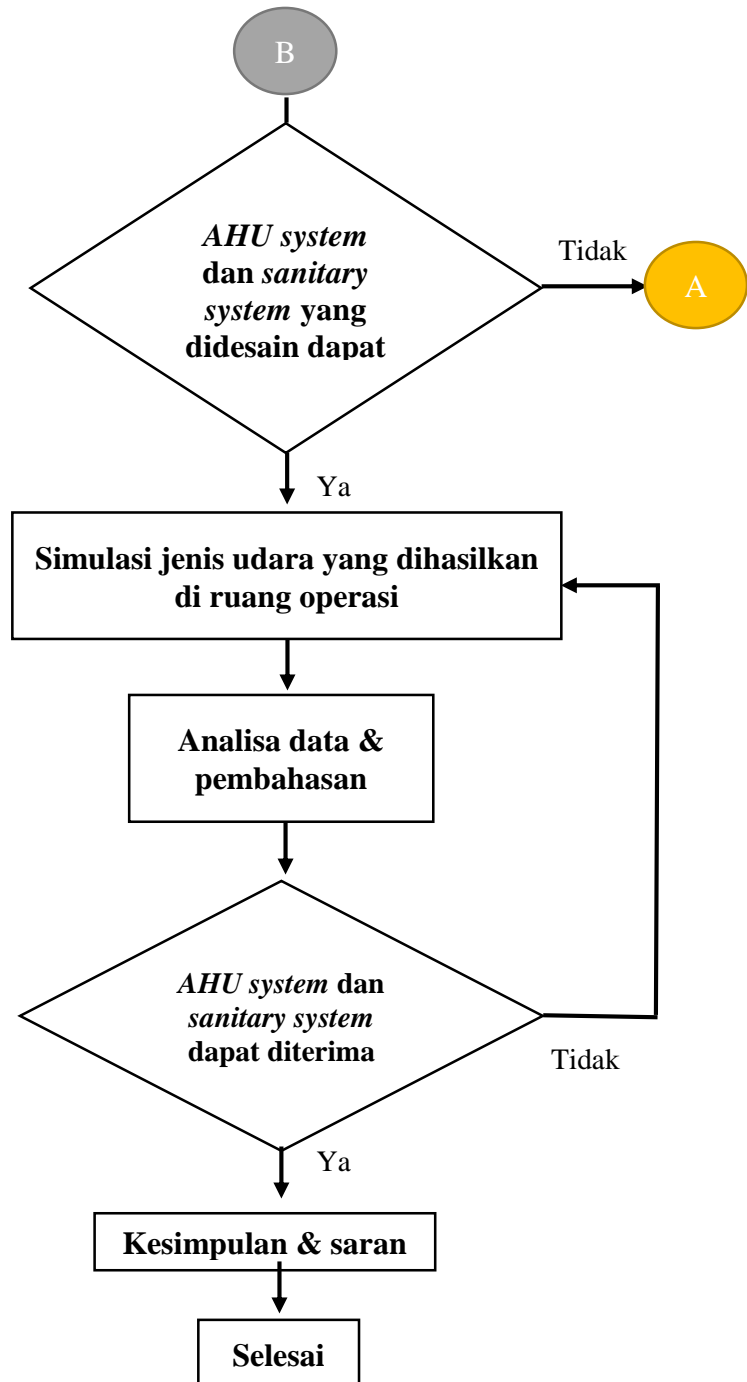 B
AHU system
dan sanitary
system yang
didesain dapat
Tidak
A
Ya
Simulasi jenis udara yang dihasilkan
di ruang operasi
Analisa data &
pembahasan
AHU system dan
sanitary system
dapat diterima
Tidak
Ya
Kesimpulan & saran
Selesai